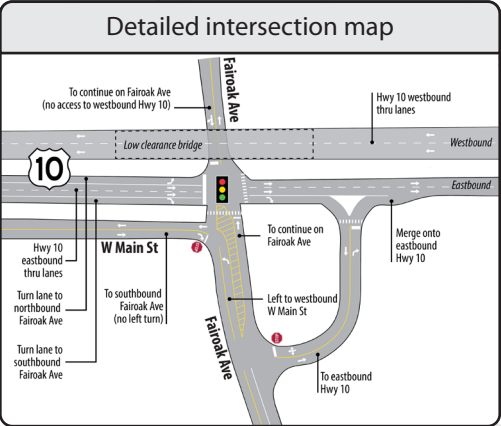 Detailed intersection map
Fairoak Ave
To continue on Fairoak Ave
(no access to westbound Hwy 10)
Hwy 10 westbound
thru lanes
Low clearance bridge
Westbound
10
Eastbound
Hwy 10
eastbound
thru lanes
W Main St
To continue on
Fairoak Ave
Merge onto
eastbound
Hwy 10
Turn lane to
northbound
Fairoak Ave
To southbound
Fairoak Ave
(no left turn)
Left to westbound
W Main St
Turn lane to
southbound
Fairoak Ave
Fairoak Ave
To eastbound
Hwy 10